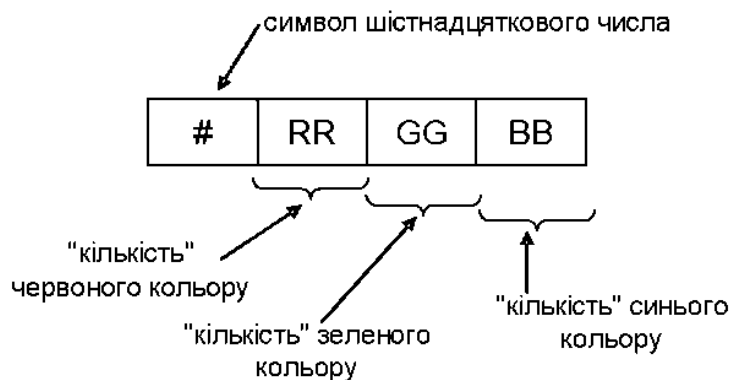 символ шістнадцяткового числа
# RR GG BB
"кількість"
червоного кольору
"кількість" зеленого
кольору
"кількість" синього
кольору